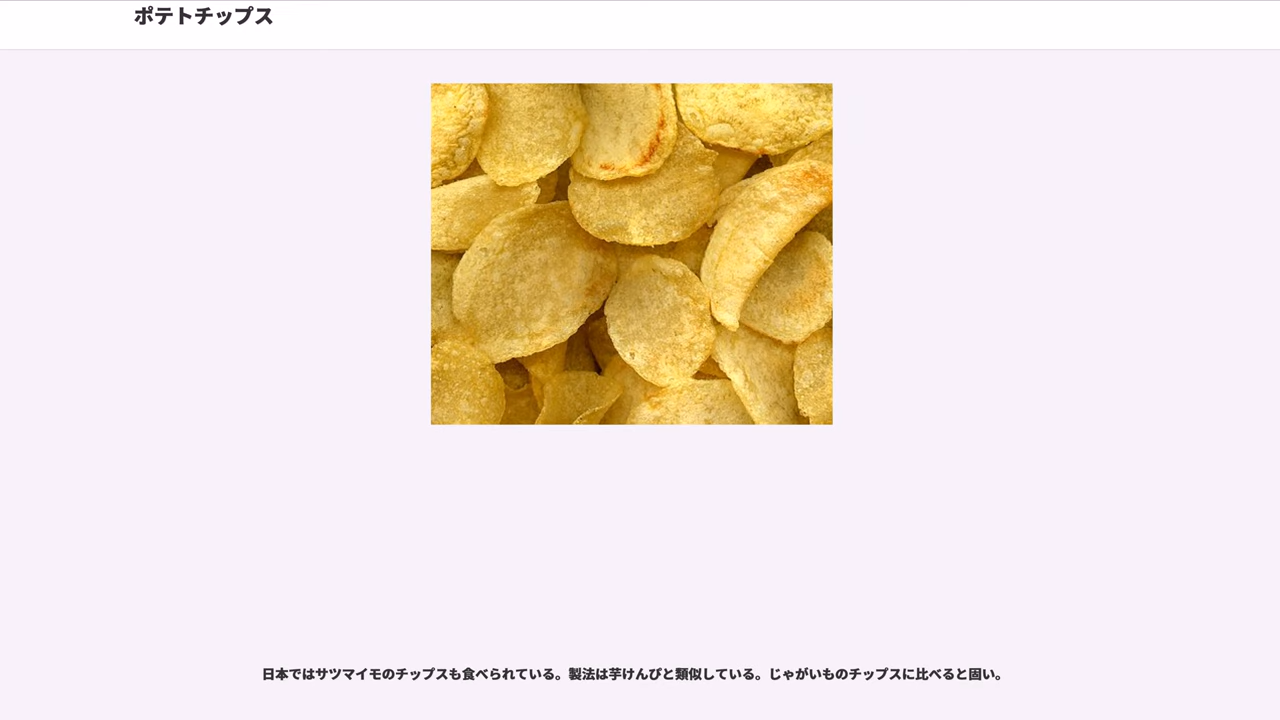 ポテトチップス
日本ではサツマイモのチップスも食べられている。製法は芋けんぴと類似している。じゃがいものチップスに比べると固い。